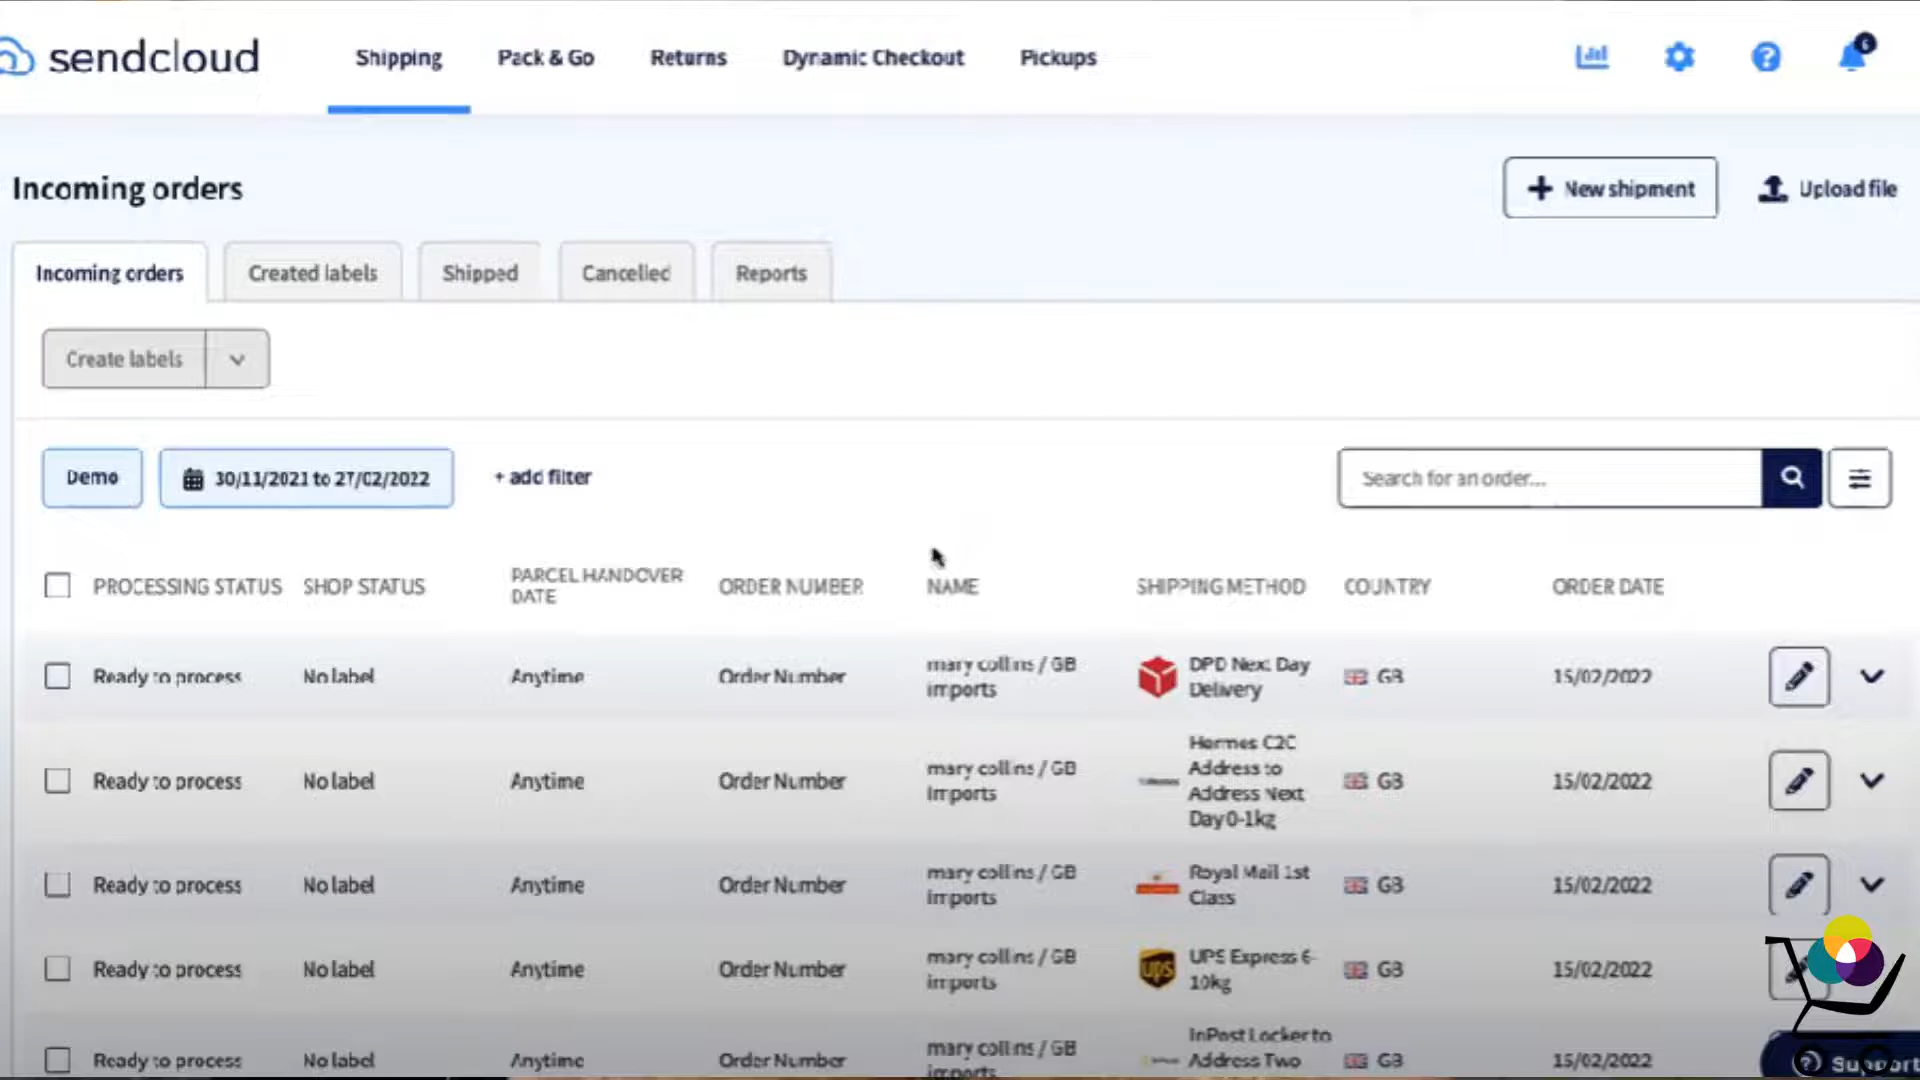 sendcloud
Shipping
Pack & Go
Returns
Dynamic Checkout
Pickups
Incoming orders
New shipment
Upload file
Incoming orders
Created labels
Shipped
Cancelled
Reports
Create labels
Demo
30/11/2021 to 27/02/2022
+ add filter
Search for an order...
PROCESSING STATUS
SHOP STATUS
PARCEL HANDOVER
DATE
ORDER NUMBER
NAME
SHIPPING METHOD
COUNTRY
ORDER DATE
Ready to process
No label
Anytime
Order Number
mary collins / GB
imports
DPD Next Day
Delivery
GB
15/02/2022
Ready to process
No label
Anytime
Order Number
mary collins / GB
imports
Hermes C2C
Address to
Address Next
Day 0-1kg
GB
15/02/2022
Ready to process
No label
Anytime
Order Number
mary collins / GB
imports
Royal Mail 1st
Class
GB
15/02/2022
Ready to process
No label
Anytime
Order Number
mary collins / GB
imports
ups
UPS Express 6-
10kg
GB
15/02/2022
Ready to process
No label
Anytime
Order Number
mary collins / GB
imports
InPost Locker to
Address Two
GB
15/02/2022
Support